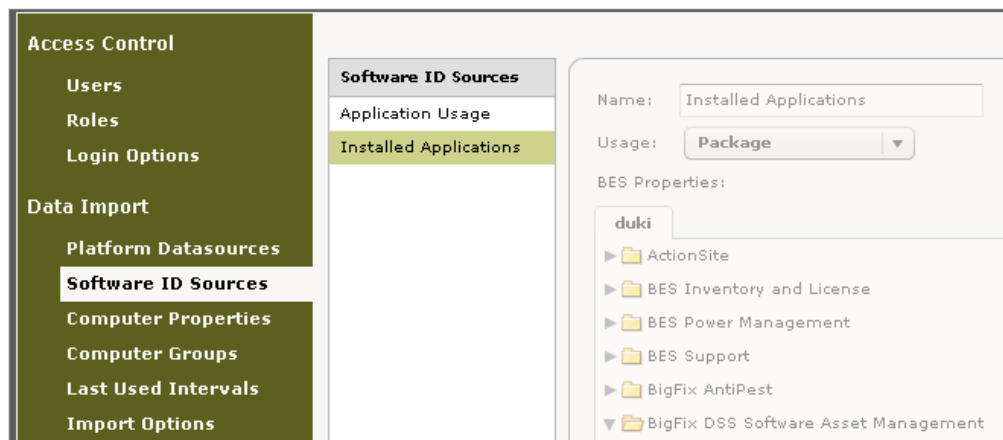 Access Control
Users
Roles
Login Options
Data Import
Platform Datasources
Software ID Sources
Computer Properties
Computer Groups
Last Used Intervals
Import Options
Software ID Sources
Application Usage
Installed Applications
Name: Installed Applications
Usage: Package
BES Properties:
duki
ActionSite
BES Inventory and License
BES Power Management
BES Support
BigFix AntiPest
BigFix DSS Software Asset Management